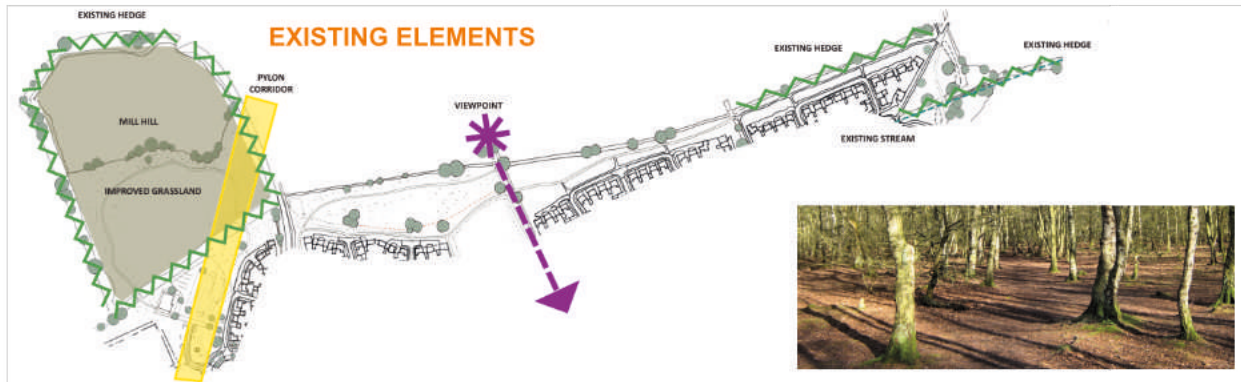 EXISTING HEDGE
EXISTING ELEMENTS
EXISTING HEDGE
EXISTING HEDGE
PYLON
CORRIDOR
VIEWPOINT
MILL HILL
EXISTING STREAM
IMPROVED GRASSLAND